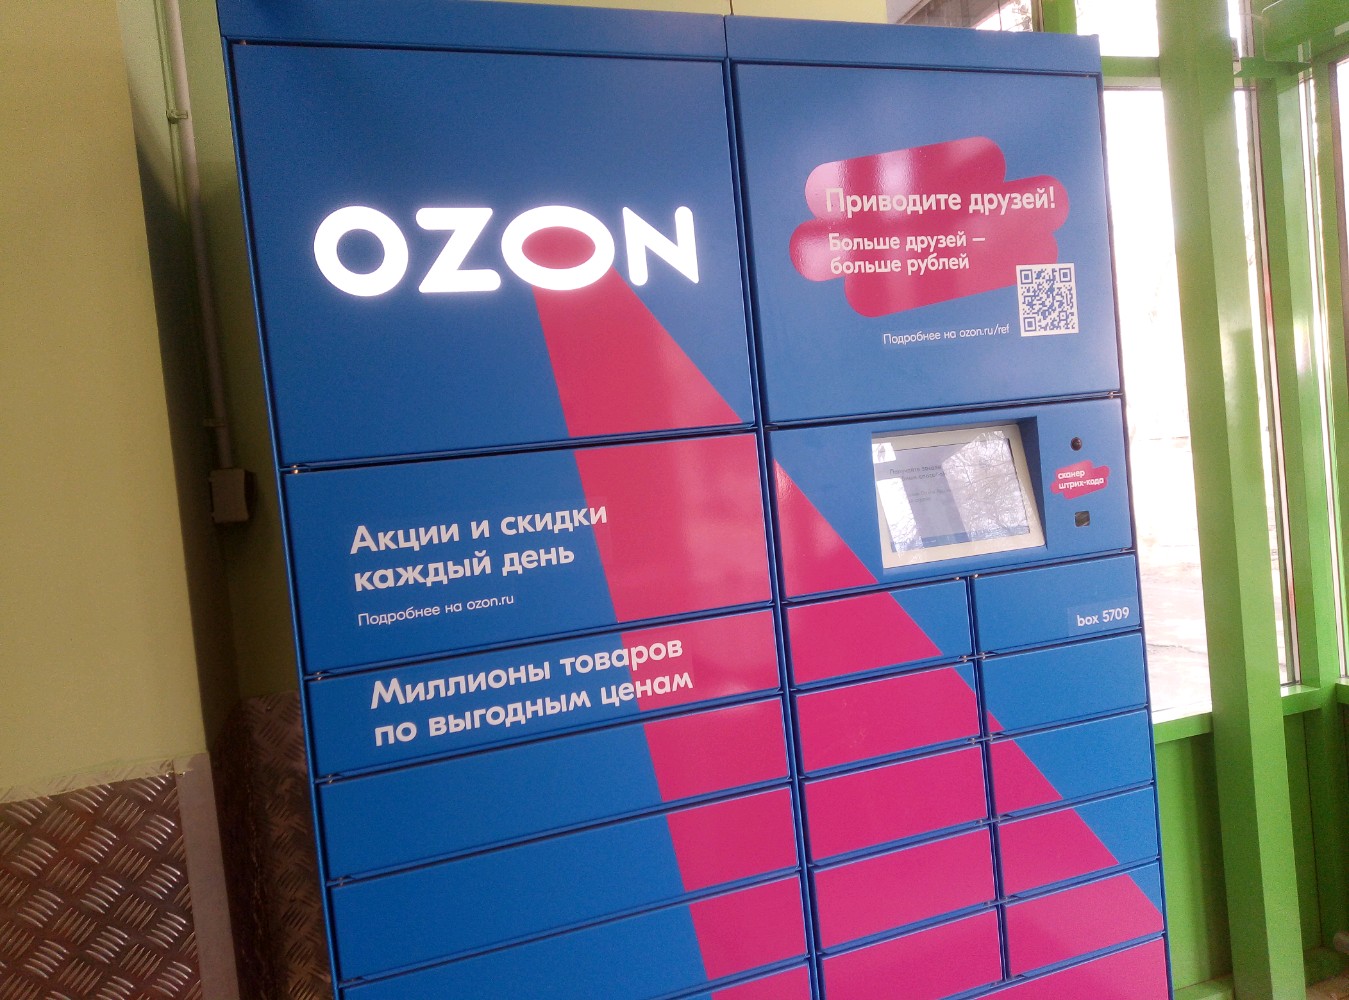 OZON
Приводите друзей!
Больше друзей –
больше рублей
Подробнее на ozon.ru/ref
сканер
штрих-кода
Акции и скидки
каждый день
Подробнее на ozon.ru
box 5709
Миллионы товаров
по выгодным ценам